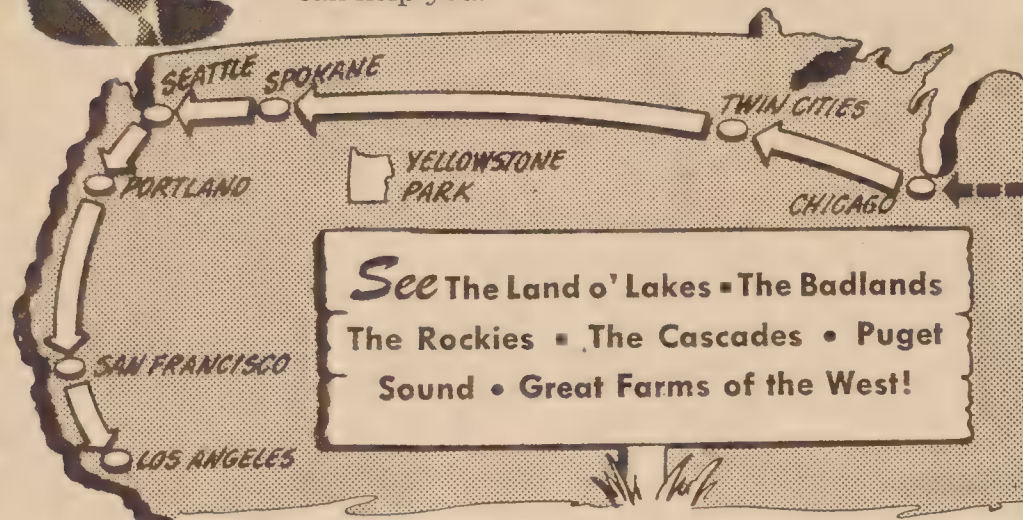 SEATTLE SPOKANE
TWIN CITIES
YELLOWSTONE
PARK
PORTLAND
CHICAGO
See The Land o' Lakes ▪ The Badlands
The Rockies ▪ The Cascades • Puget
Sound • Great Farms of the West!
SAN FRANCISCO
LOS ANGELES